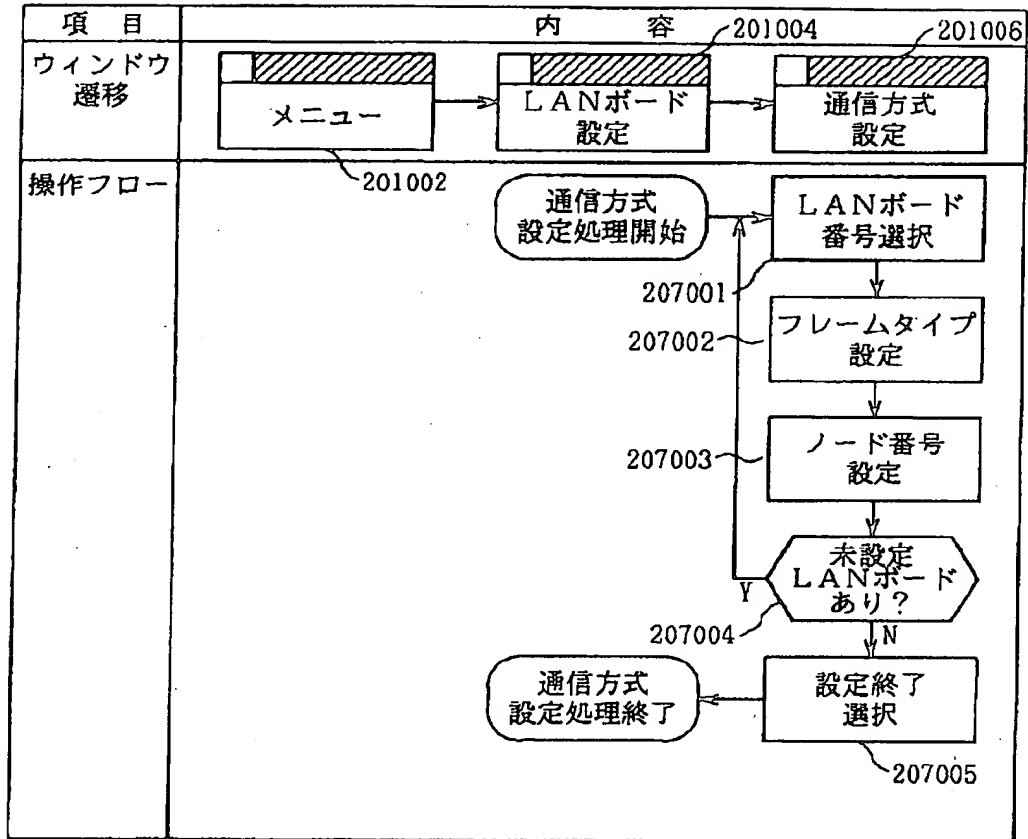 項 目
内 容
201004
201006
ウィンドウ
遷移
メニュー
LANボード
設定
通信方式
設定
201002
操作フロー
通信方式
設定処理開始
LANボード
番号選択
207001
フレームタイプ
設定
207002
ノード番号
設定
207003
未設定
LANボード
あり?
Y
207004
N
通信方式
設定処理終了
設定終了
選択
207005